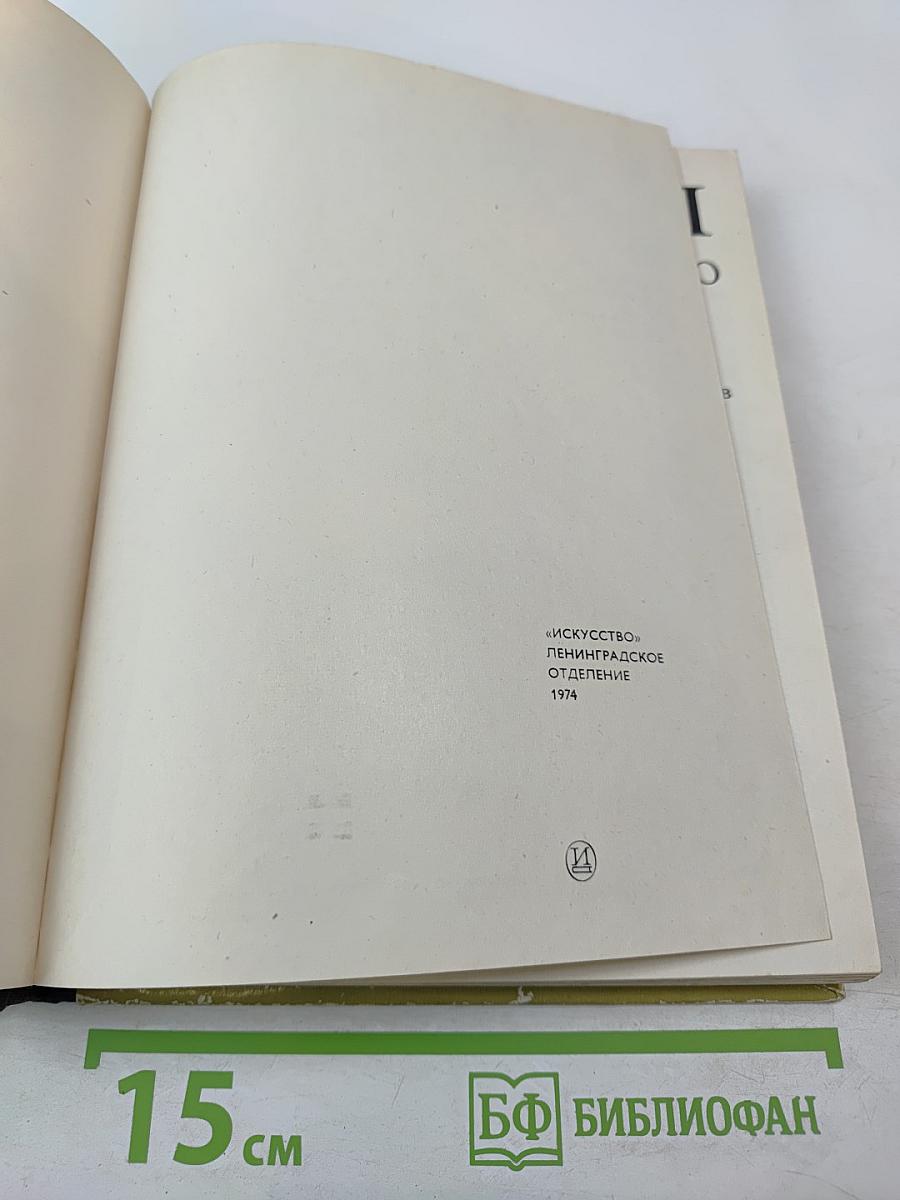 І
О
в
«ИСКУССТВО»
ЛЕНИНГРАДСКОЕ
ОТДЕЛЕНИЕ
1974
И
15 см
БФ БИБЛИОФАН